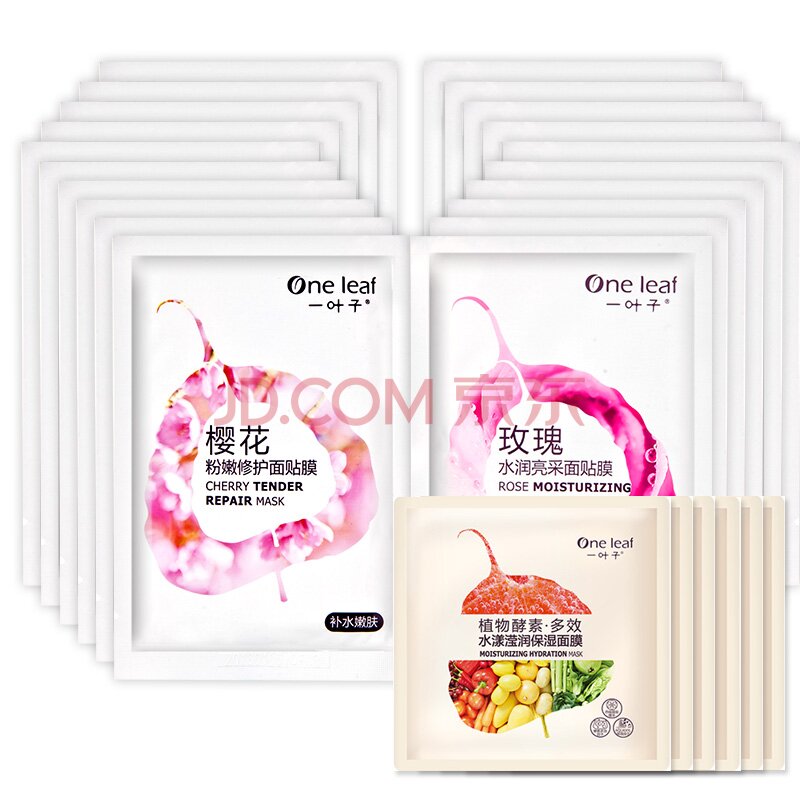 One leaf
一叶子®
樱花
粉嫩修护面贴膜
CHERRY TENDER
REPAIR MASK
补水嫩肤
One leaf
一叶子®
玫瑰
水润亮采面贴膜
ROSE MOISTURIZING
JD.COM 京东
One leaf
一叶子®
植物酵素·多效
水漾滢润保湿面膜
MOISTURIZING HYDRATION MASK